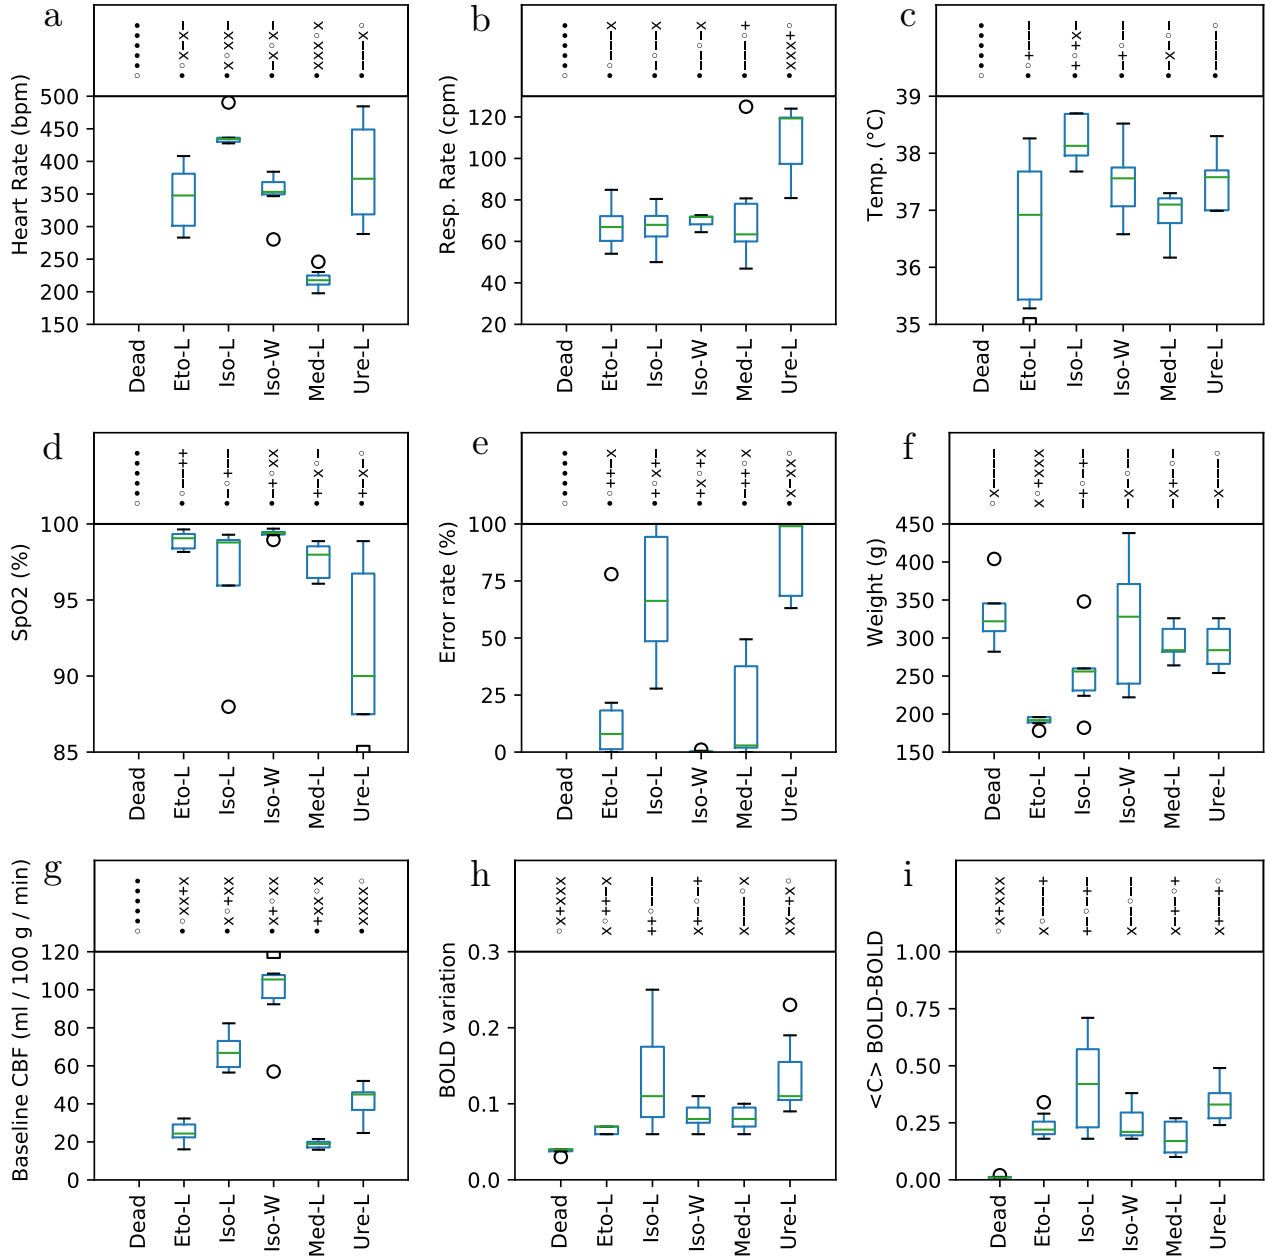 a
b
c
Heart Rate (bpm)
500
450
400
350
300
250
200
150
Dead
Eto-L
Iso-L
Iso-W
Med-L
Ure-L
Resp. Rate (cpm)
120
100
80
60
40
20
Dead
Eto-L
Iso-L
Iso-W
Med-L
Ure-L
Temp. (°C)
39
38
37
36
35
Dead
Eto-L
Iso-L
Iso-W
Med-L
Ure-L
d
e
f
SpO2 (%)
100
95
90
85
Dead
Eto-L
Iso-L
Iso-W
Med-L
Ure-L
Error rate (%)
100
75
50
25
0
Dead
Eto-L
Iso-L
Iso-W
Med-L
Ure-L
Weight (g)
450
400
350
300
250
200
150
Dead
Eto-L
Iso-L
Iso-W
Med-L
Ure-L
g
h
i
Baseline CBF (ml / 100 g / min)
120
100
80
60
40
20
0
Dead
Eto-L
Iso-L
Iso-W
Med-L
Ure-L
BOLD variation
0.3
0.2
0.1
0.0
Dead
Eto-L
Iso-L
Iso-W
Med-L
Ure-L
<C> BOLD-BOLD
1.00
0.75
0.50
0.25
0.00
Dead
Eto-L
Iso-L
Iso-W
Med-L
Ure-L